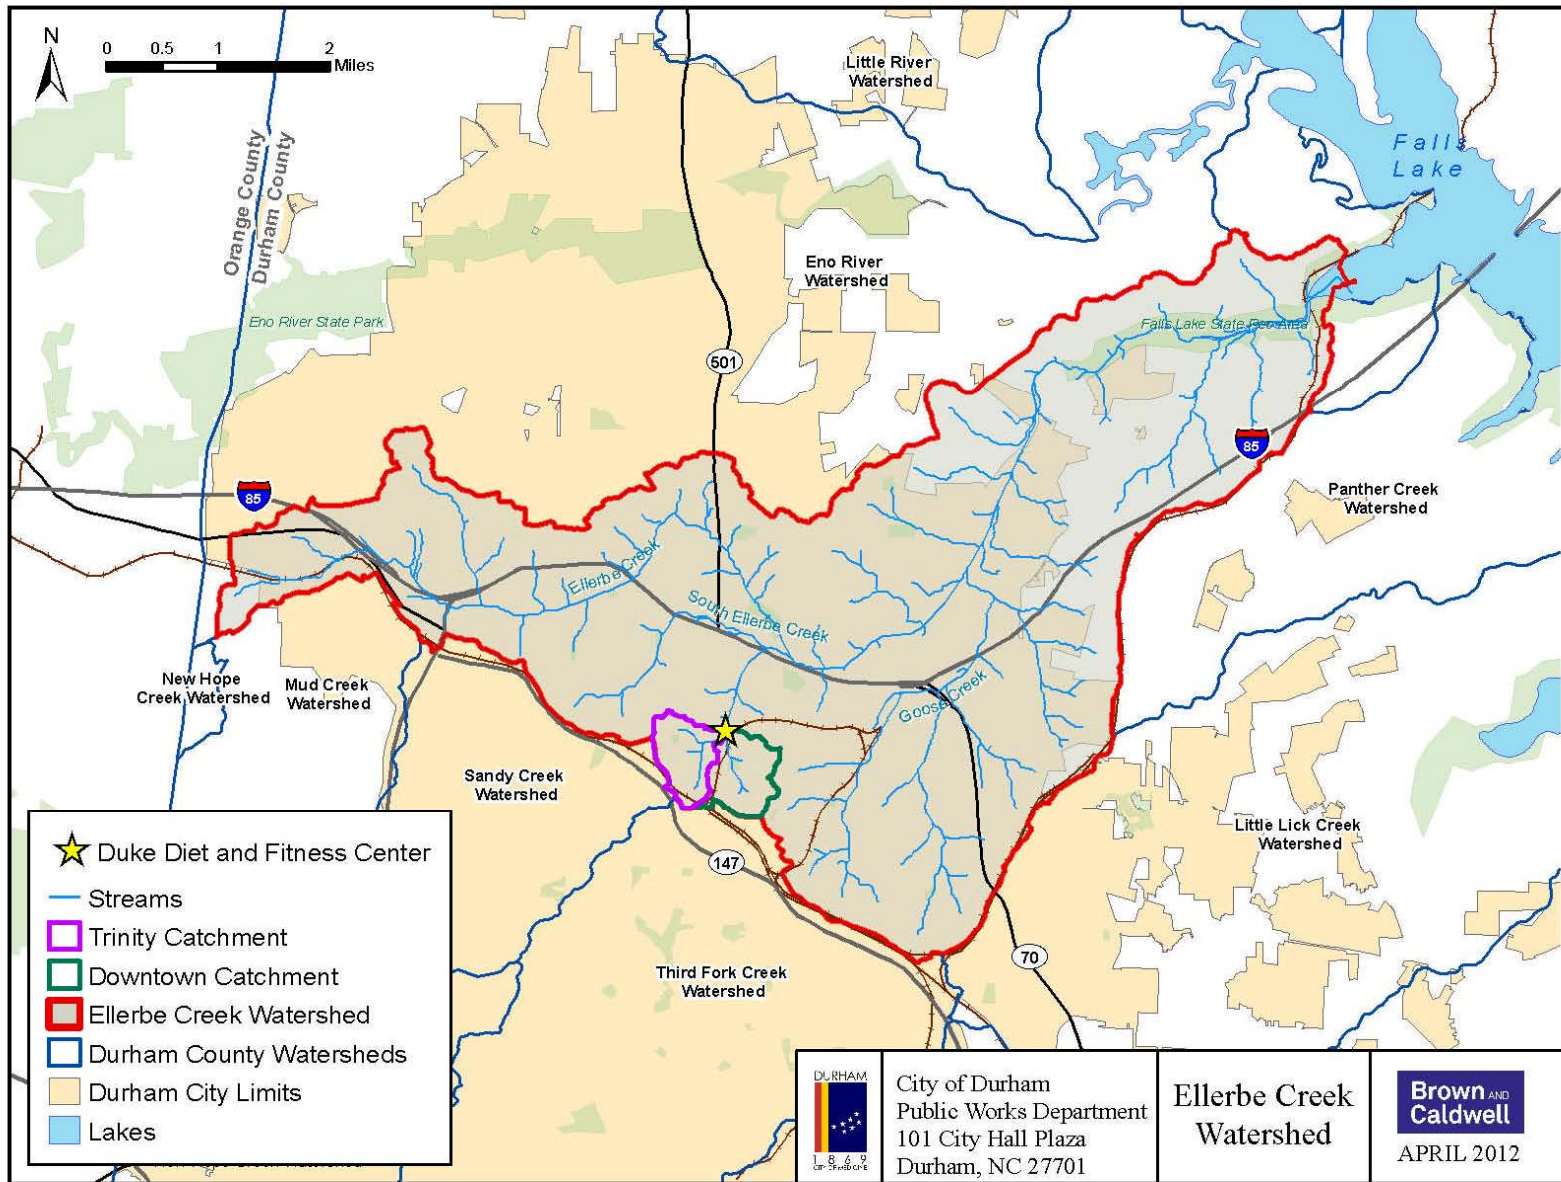 N
0 0.5 1 2
Miles
Little River
Watershed
Falls
Lake
Orange County
Durham County
Eno River
Watershed
Eno River State Park
Falls Lake State Rec Area
501
85
85
Panther Creek
Watershed
Ellerbe Creek
South Ellerbe Creek
New Hope
Creek Watershed
Mud Creek
Watershed
Goose Creek
Sandy Creek
Watershed
Little Lick Creek
Watershed
147
70
Third Fork Creek
Watershed
Duke Diet and Fitness Center
Streams
Trinity Catchment
Downtown Catchment
Ellerbe Creek Watershed
Durham County Watersheds
Durham City Limits
Lakes
DURHAM
1 8 6 9
CITY OF MEDICINE
City of Durham
Public Works Department
101 City Hall Plaza
Durham, NC 27701
Ellerbe Creek
Watershed
Brown AND
Caldwell
APRIL 2012